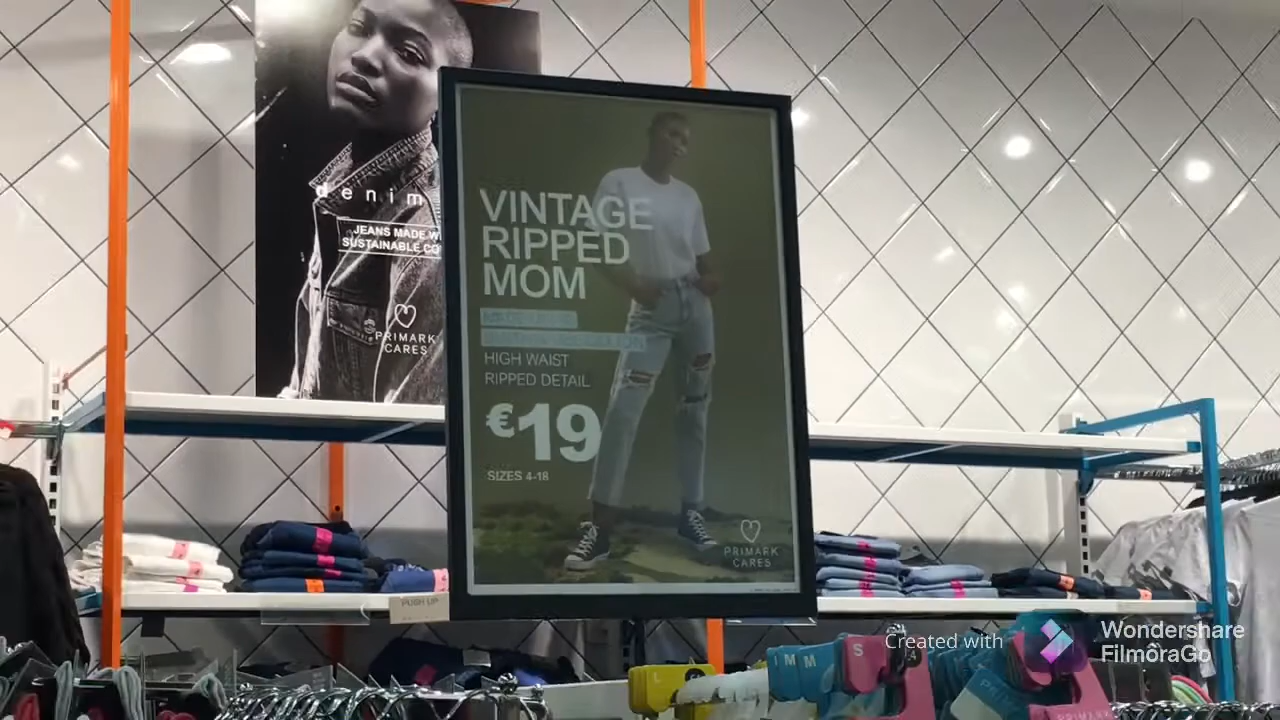 denim
JEANS MADE W
SUSTAINABLE CO
PRIMARK
CARES
VINTAGE
RIPPED
MOM
HIGH WAIST
RIPPED DETAIL
€19
SIZES 4-18
PRIMARK
CARES
PUSH UP
L
M M
S
PRIMARK
Created with
Wondershare
FilmoraGo